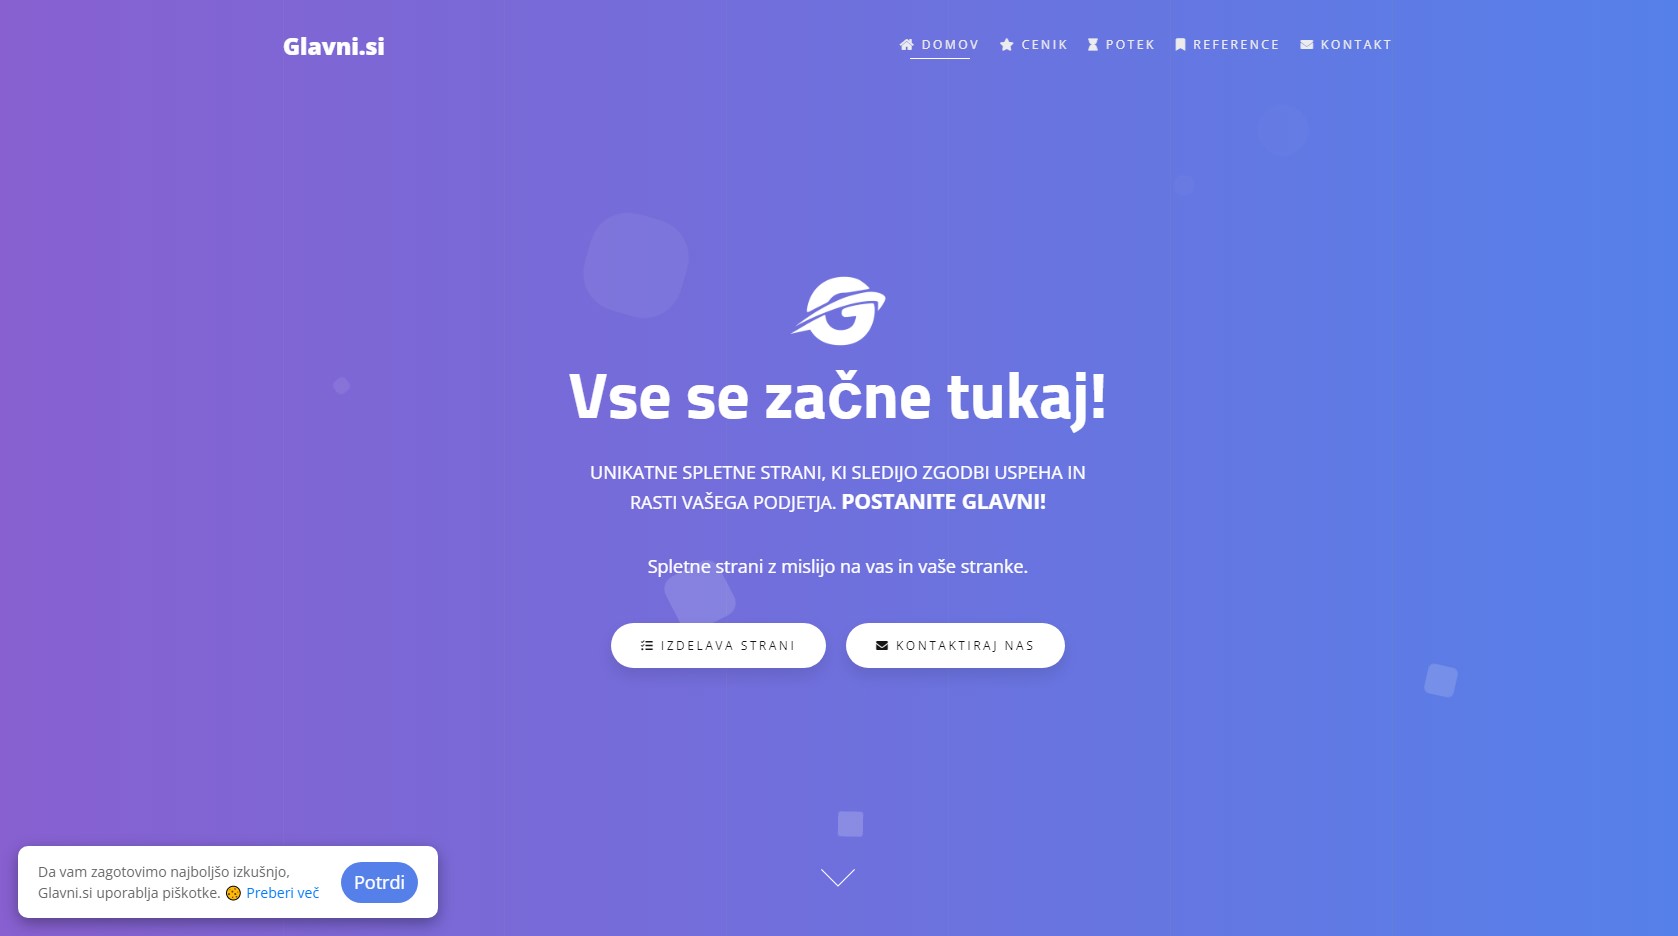 Glavni.si
DOMOV
CENIK
POTEK
REFERENCE
KONTAKT
Vse se začne tukaj!
UNIKATNE SPLETNE STRANI, KI SLEDIJO ZGODBI USPEHA IN
RASTI VAŠEGA PODJETJA. POSTANITE GLAVNI!
Spletne strani z mislijo na vas in vaše stranke.
IZDELAVA STRANI
KONTAKTIRAJ NAS
Da vam zagotovimo najboljšo izkušnjo,
Glavni.si uporablja piškotke. 🍪 Preberi več
Potrdi